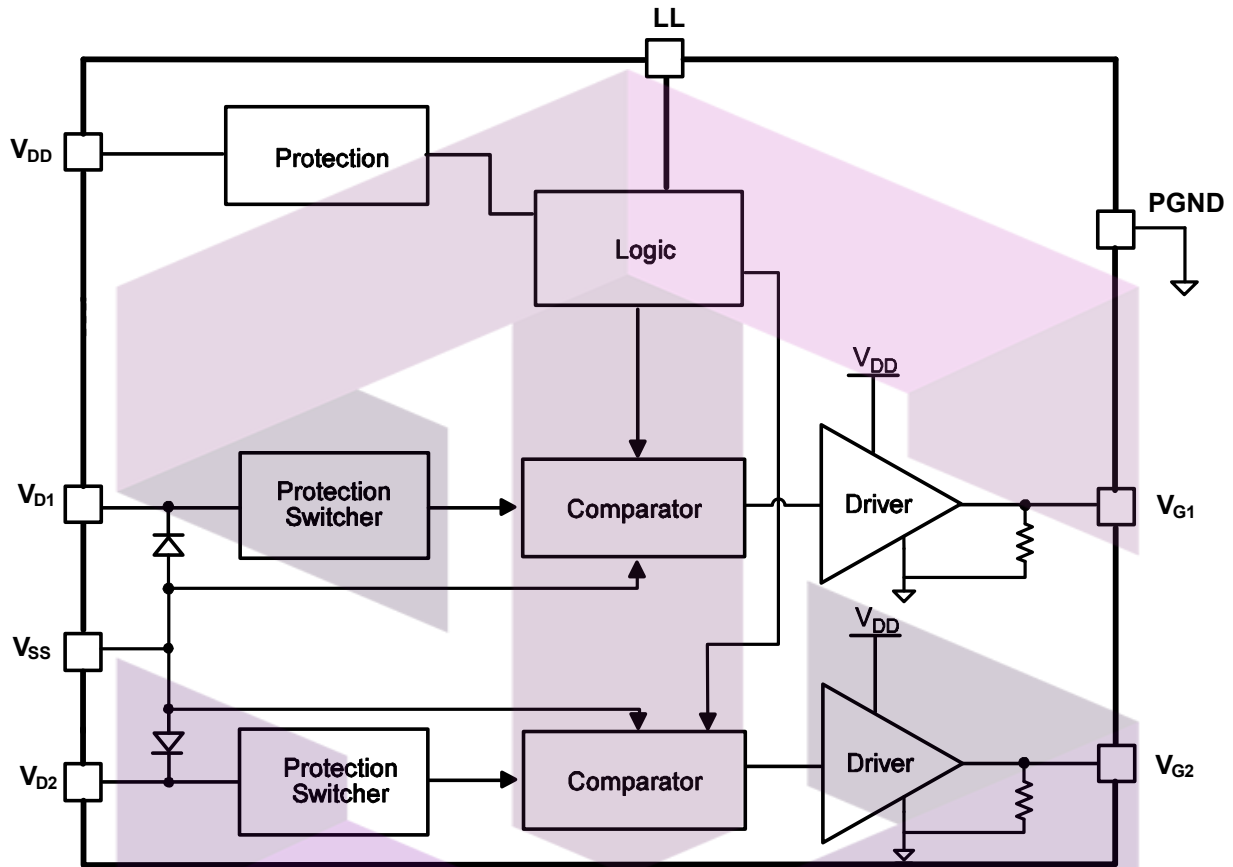 LL
VDD
Protection
PGND
Logic
VDD
VD1
Protection
Switcher
Comparator
Driver
VG1
VSS
VDD
VD2
Protection
Switcher
Comparator
Driver
VG2